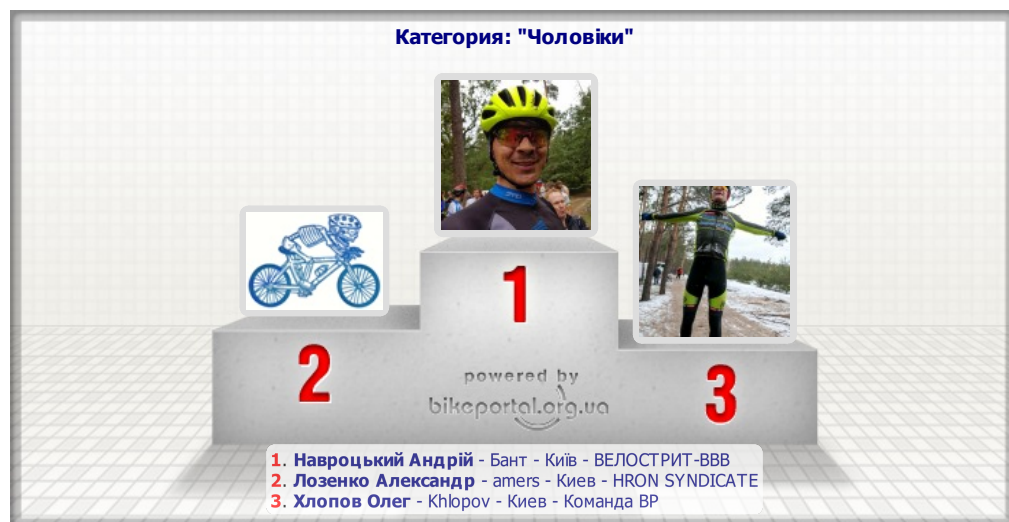 Категория: "Чоловіки"
1
2
3
powered by
bikeportal.org.ua
1. Навроцький Андрій - Бант - Київ - ВЕЛОСТРИТ-ВВВ
2. Лозенко Александр - amers - Киев - HRON SYNDICATE
3. Хлопов Олег - Khlopov - Киев - Команда ВР